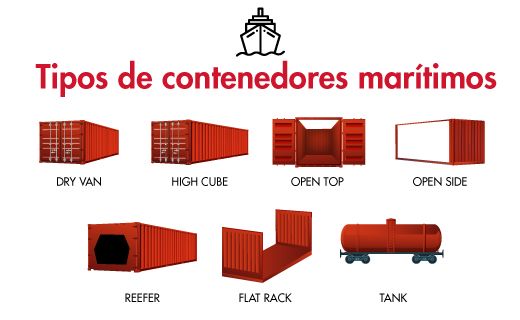 Tipos de contenedores marítimos
DRY VAN
HIGH CUBE
OPEN TOP
OPEN SIDE
REEFER
FLAT RACK
TANK